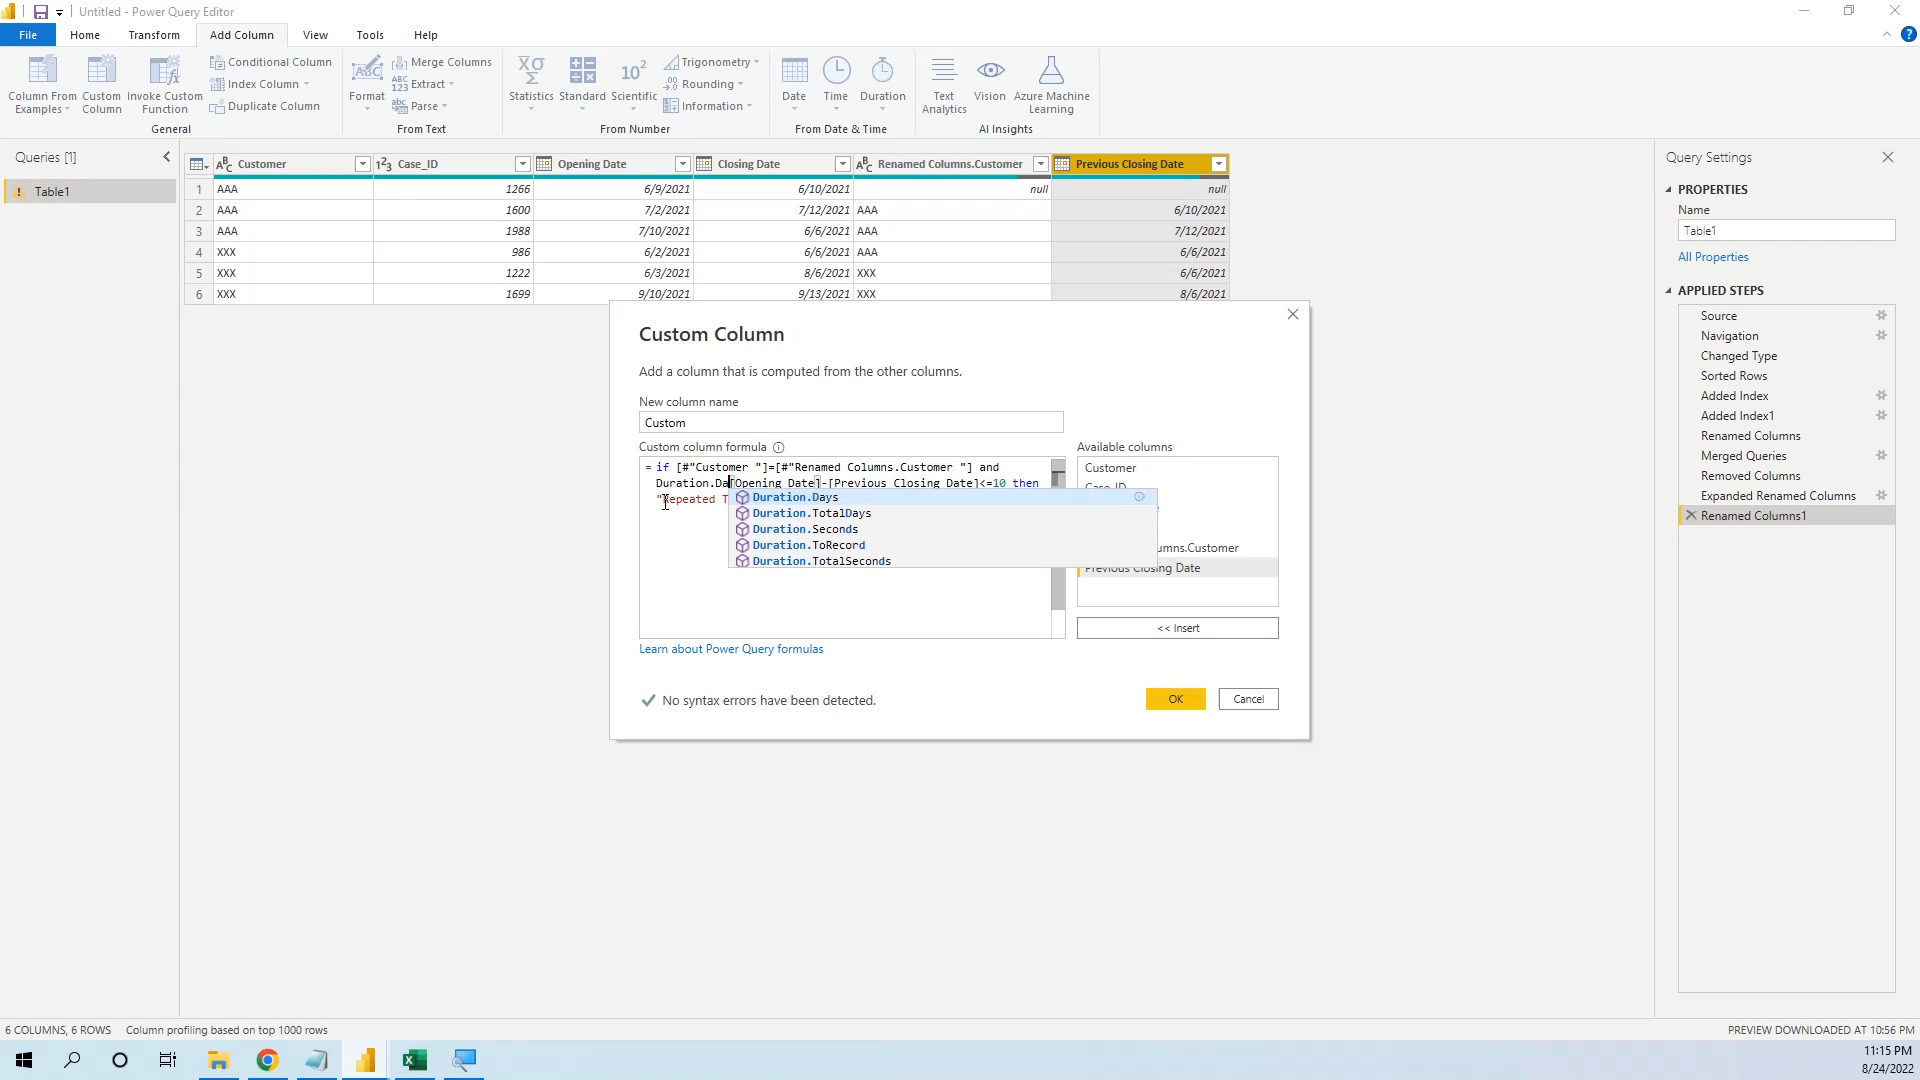 Untitled - Power Query Editor
File
Home
Transform
Add Column
View
Tools
Help
Column From Examples
Custom Column
Invoke Custom Function
Conditional Column
Index Column
Duplicate Column
General
Format
Merge Columns
Extract
Parse
From Text
Statistics
Standard
Scientific
Trigonometry
Rounding
Information
From Number
Date
Time
Duration
From Date & Time
Text Analytics
Vision
Azure Machine Learning
AI Insights
Queries [1]
Table1
Customer Case_ID Opening Date Closing Date Renamed Columns.Customer Previous Closing Date
1 AAA 1266 6/9/2021 6/10/2021 null null
2 AAA 1600 7/2/2021 7/12/2021 AAA 6/10/2021
3 AAA 1988 7/10/2021 6/6/2021 AAA 7/12/2021
4 XXX 986 6/2/2021 6/6/2021 AAA 6/6/2021
5 XXX 1222 6/3/2021 8/6/2021 XXX 6/6/2021
6 XXX 1699 9/10/2021 9/13/2021 XXX 8/6/2021
Custom Column
Add a column that is computed from the other columns.
New column name
Custom
Custom column formula
= if [#"Customer "]=[#"Renamed Columns.Customer "] and
Duration.Da[Opening Date]-[Previous Closing Date]<=10 then
"Repeated T
Duration.Days
Duration.TotalDays
Duration.Seconds
Duration.ToRecord
Duration.TotalSeconds
Available columns
Customer
Case_ID
umns.Customer
Previous Closing Date
<< Insert
Learn about Power Query formulas
No syntax errors have been detected.
OK
Cancel
Query Settings
PROPERTIES
Name
Table1
All Properties
APPLIED STEPS
Source
Navigation
Changed Type
Sorted Rows
Added Index
Added Index1
Renamed Columns
Merged Queries
Removed Columns
Expanded Renamed Columns
Renamed Columns1
6 COLUMNS, 6 ROWS
Column profiling based on top 1000 rows
PREVIEW DOWNLOADED AT 10:56 PM
11:15 PM
8/24/2022